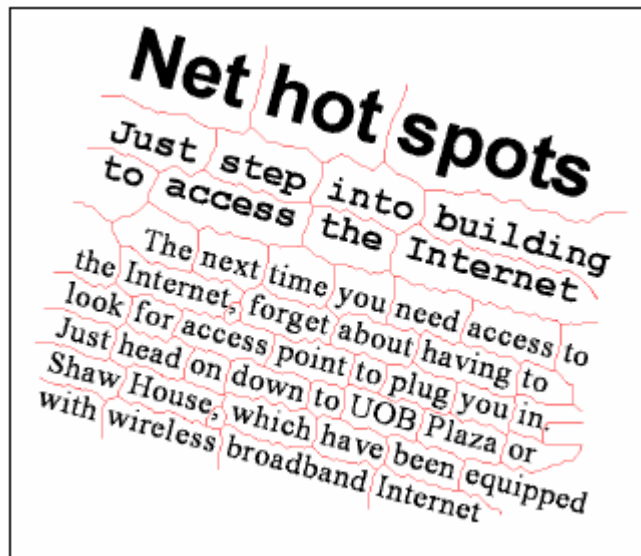 Net hot spots
Just step into building
to access the Internet
The next time you need access to
the Internet, forget about having to
look for access point to plug you in.
Just head on down to UOB Plaza or
Shaw House, which have been equipped
with wireless broadband Internet